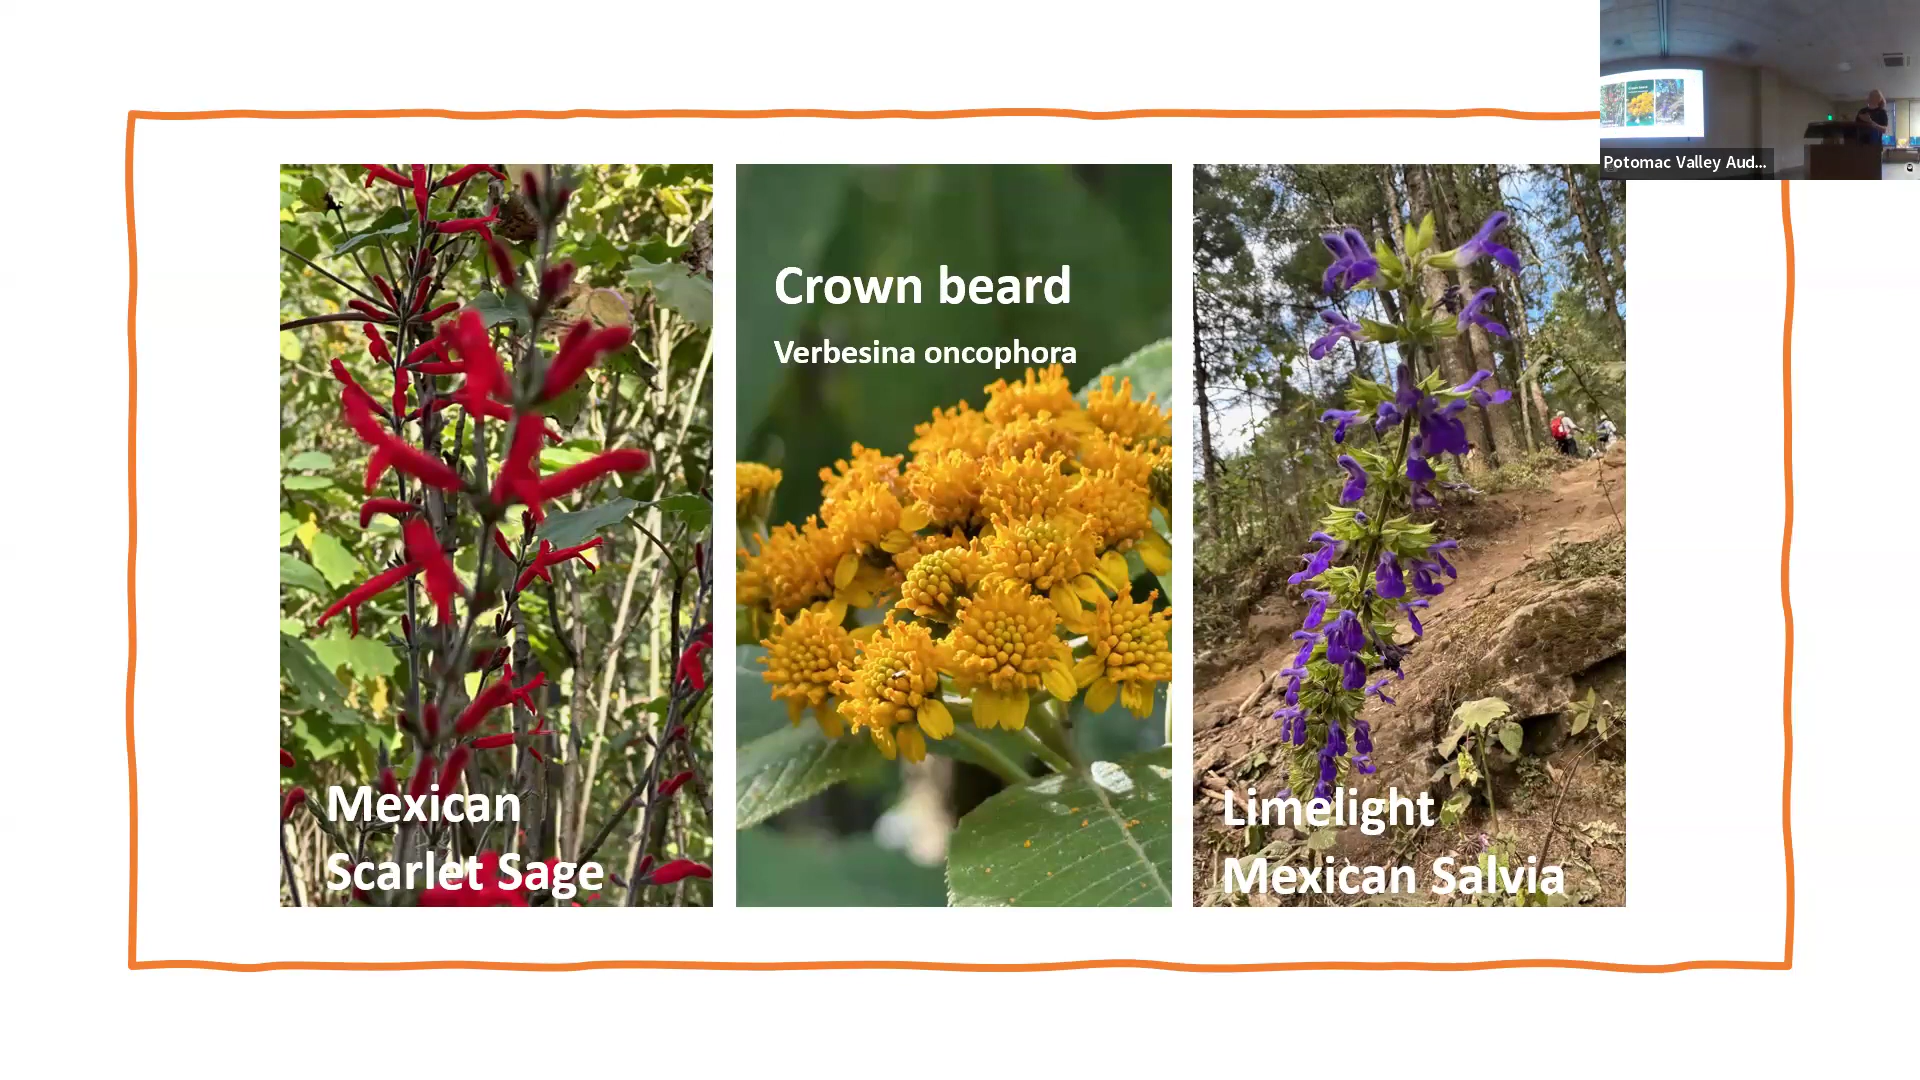 Potomac Valley Aud...
Crown beard
Verbesina oncophora
Mexican
Scarlet Sage
Limelight
Mexican Salvia